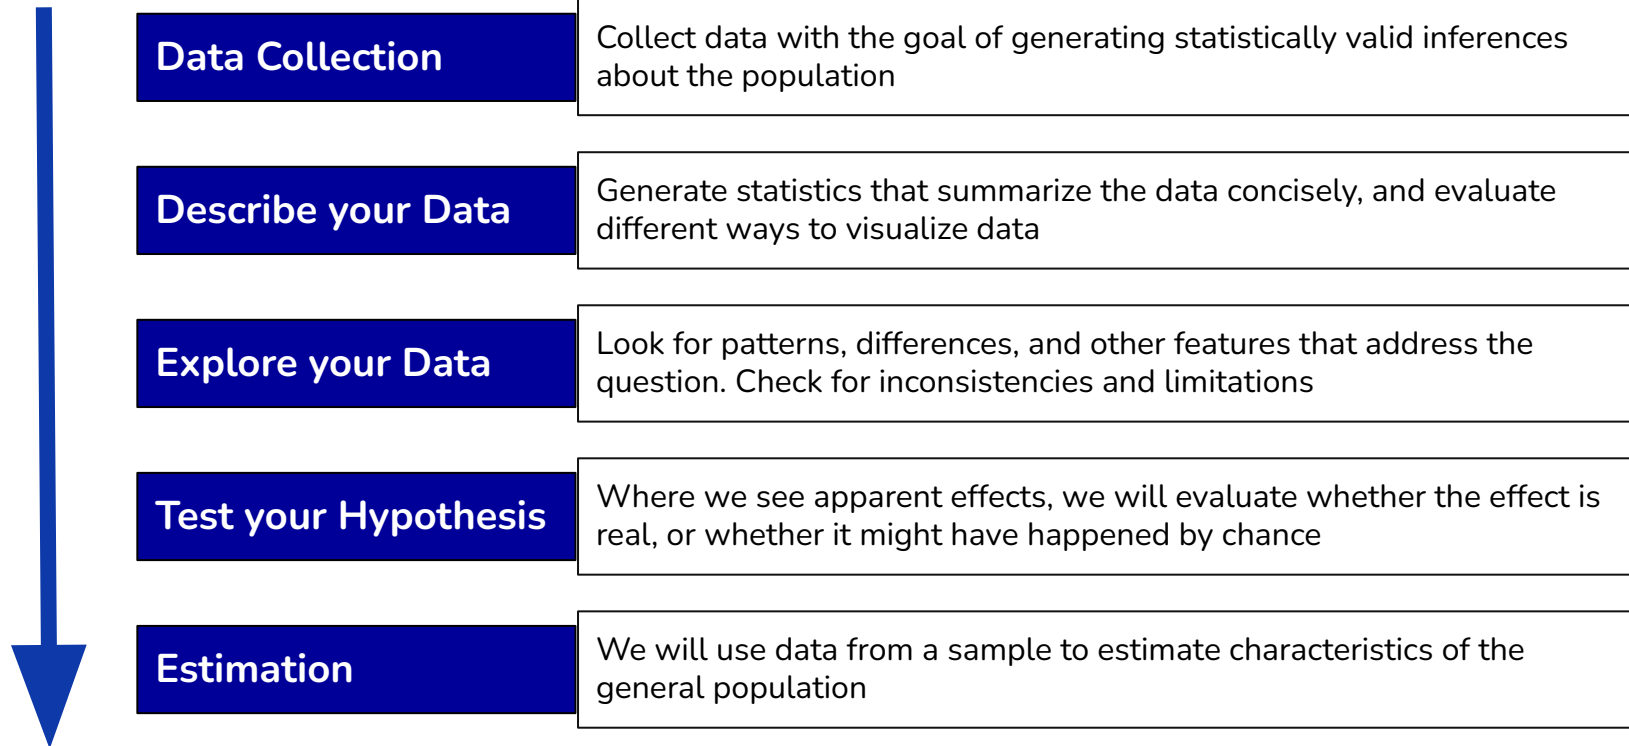 Data Collection
Collect data with the goal of generating statistically valid inferences
about the population
Describe your Data
Generate statistics that summarize the data concisely, and evaluate
different ways to visualize data
Explore your Data
Look for patterns, differences, and other features that address the
question. Check for inconsistencies and limitations
Test your Hypothesis
Where we see apparent effects, we will evaluate whether the effect is
real, or whether it might have happened by chance
Estimation
We will use data from a sample to estimate characteristics of the
general population